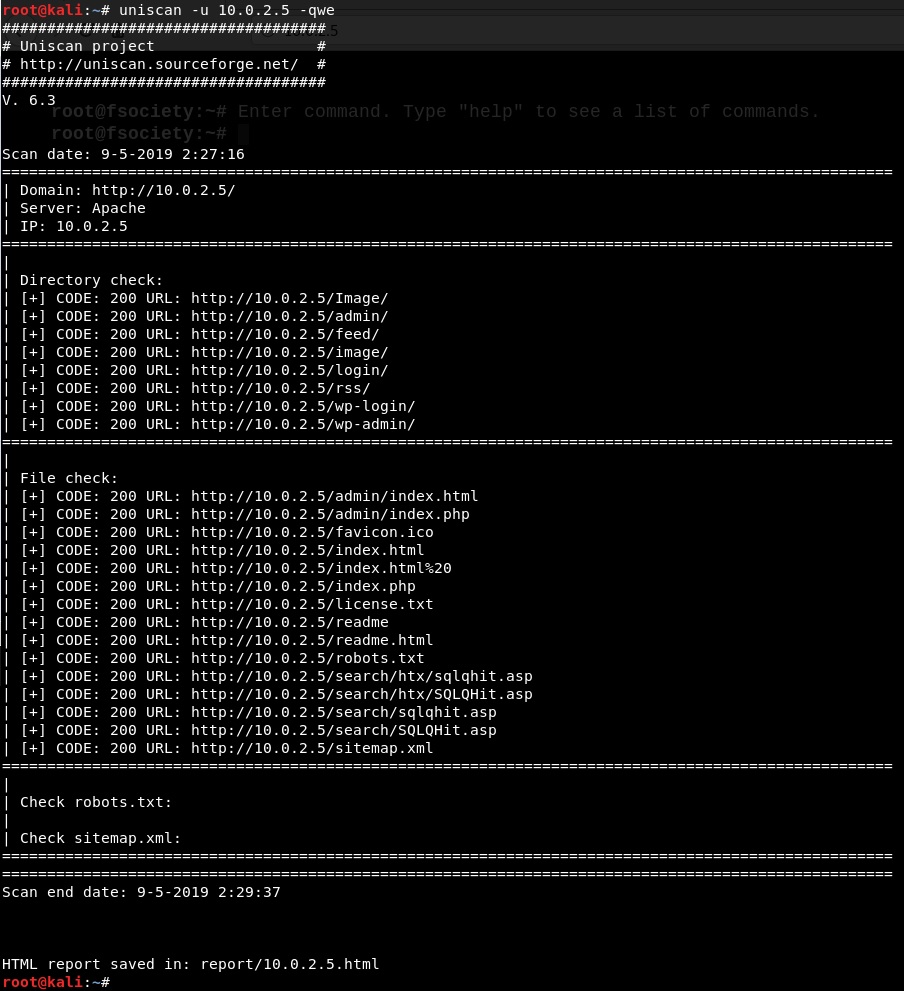 root@kali:~# uniscan -u 10.0.2.5 -qwe
####################################
# Uniscan project                  #
# http://uniscan.sourceforge.net/  #
####################################
V. 6.3
root@fsociety:~# Enter command. Type "help" to see a list of commands.
root@fsociety:~#
Scan date: 9-5-2019 2:27:16
===================================================================================================
| Domain: http://10.0.2.5/
| Server: Apache
| IP: 10.0.2.5
===================================================================================================
|
| Directory check:
| [+] CODE: 200 URL: http://10.0.2.5/Image/
| [+] CODE: 200 URL: http://10.0.2.5/admin/
| [+] CODE: 200 URL: http://10.0.2.5/feed/
| [+] CODE: 200 URL: http://10.0.2.5/image/
| [+] CODE: 200 URL: http://10.0.2.5/login/
| [+] CODE: 200 URL: http://10.0.2.5/rss/
| [+] CODE: 200 URL: http://10.0.2.5/wp-login/
| [+] CODE: 200 URL: http://10.0.2.5/wp-admin/
===================================================================================================
|
| File check:
| [+] CODE: 200 URL: http://10.0.2.5/admin/index.html
| [+] CODE: 200 URL: http://10.0.2.5/admin/index.php
| [+] CODE: 200 URL: http://10.0.2.5/favicon.ico
| [+] CODE: 200 URL: http://10.0.2.5/index.html
| [+] CODE: 200 URL: http://10.0.2.5/index.html%20
| [+] CODE: 200 URL: http://10.0.2.5/index.php
| [+] CODE: 200 URL: http://10.0.2.5/license.txt
| [+] CODE: 200 URL: http://10.0.2.5/readme
| [+] CODE: 200 URL: http://10.0.2.5/readme.html
| [+] CODE: 200 URL: http://10.0.2.5/robots.txt
| [+] CODE: 200 URL: http://10.0.2.5/search/htx/sqlqhit.asp
| [+] CODE: 200 URL: http://10.0.2.5/search/htx/SQLQHit.asp
| [+] CODE: 200 URL: http://10.0.2.5/search/sqlqhit.asp
| [+] CODE: 200 URL: http://10.0.2.5/search/SQLQHit.asp
| [+] CODE: 200 URL: http://10.0.2.5/sitemap.xml
===================================================================================================
|
| Check robots.txt:
|
| Check sitemap.xml:
===================================================================================================
===================================================================================================
Scan end date: 9-5-2019 2:29:37
HTML report saved in: report/10.0.2.5.html
root@kali:~#